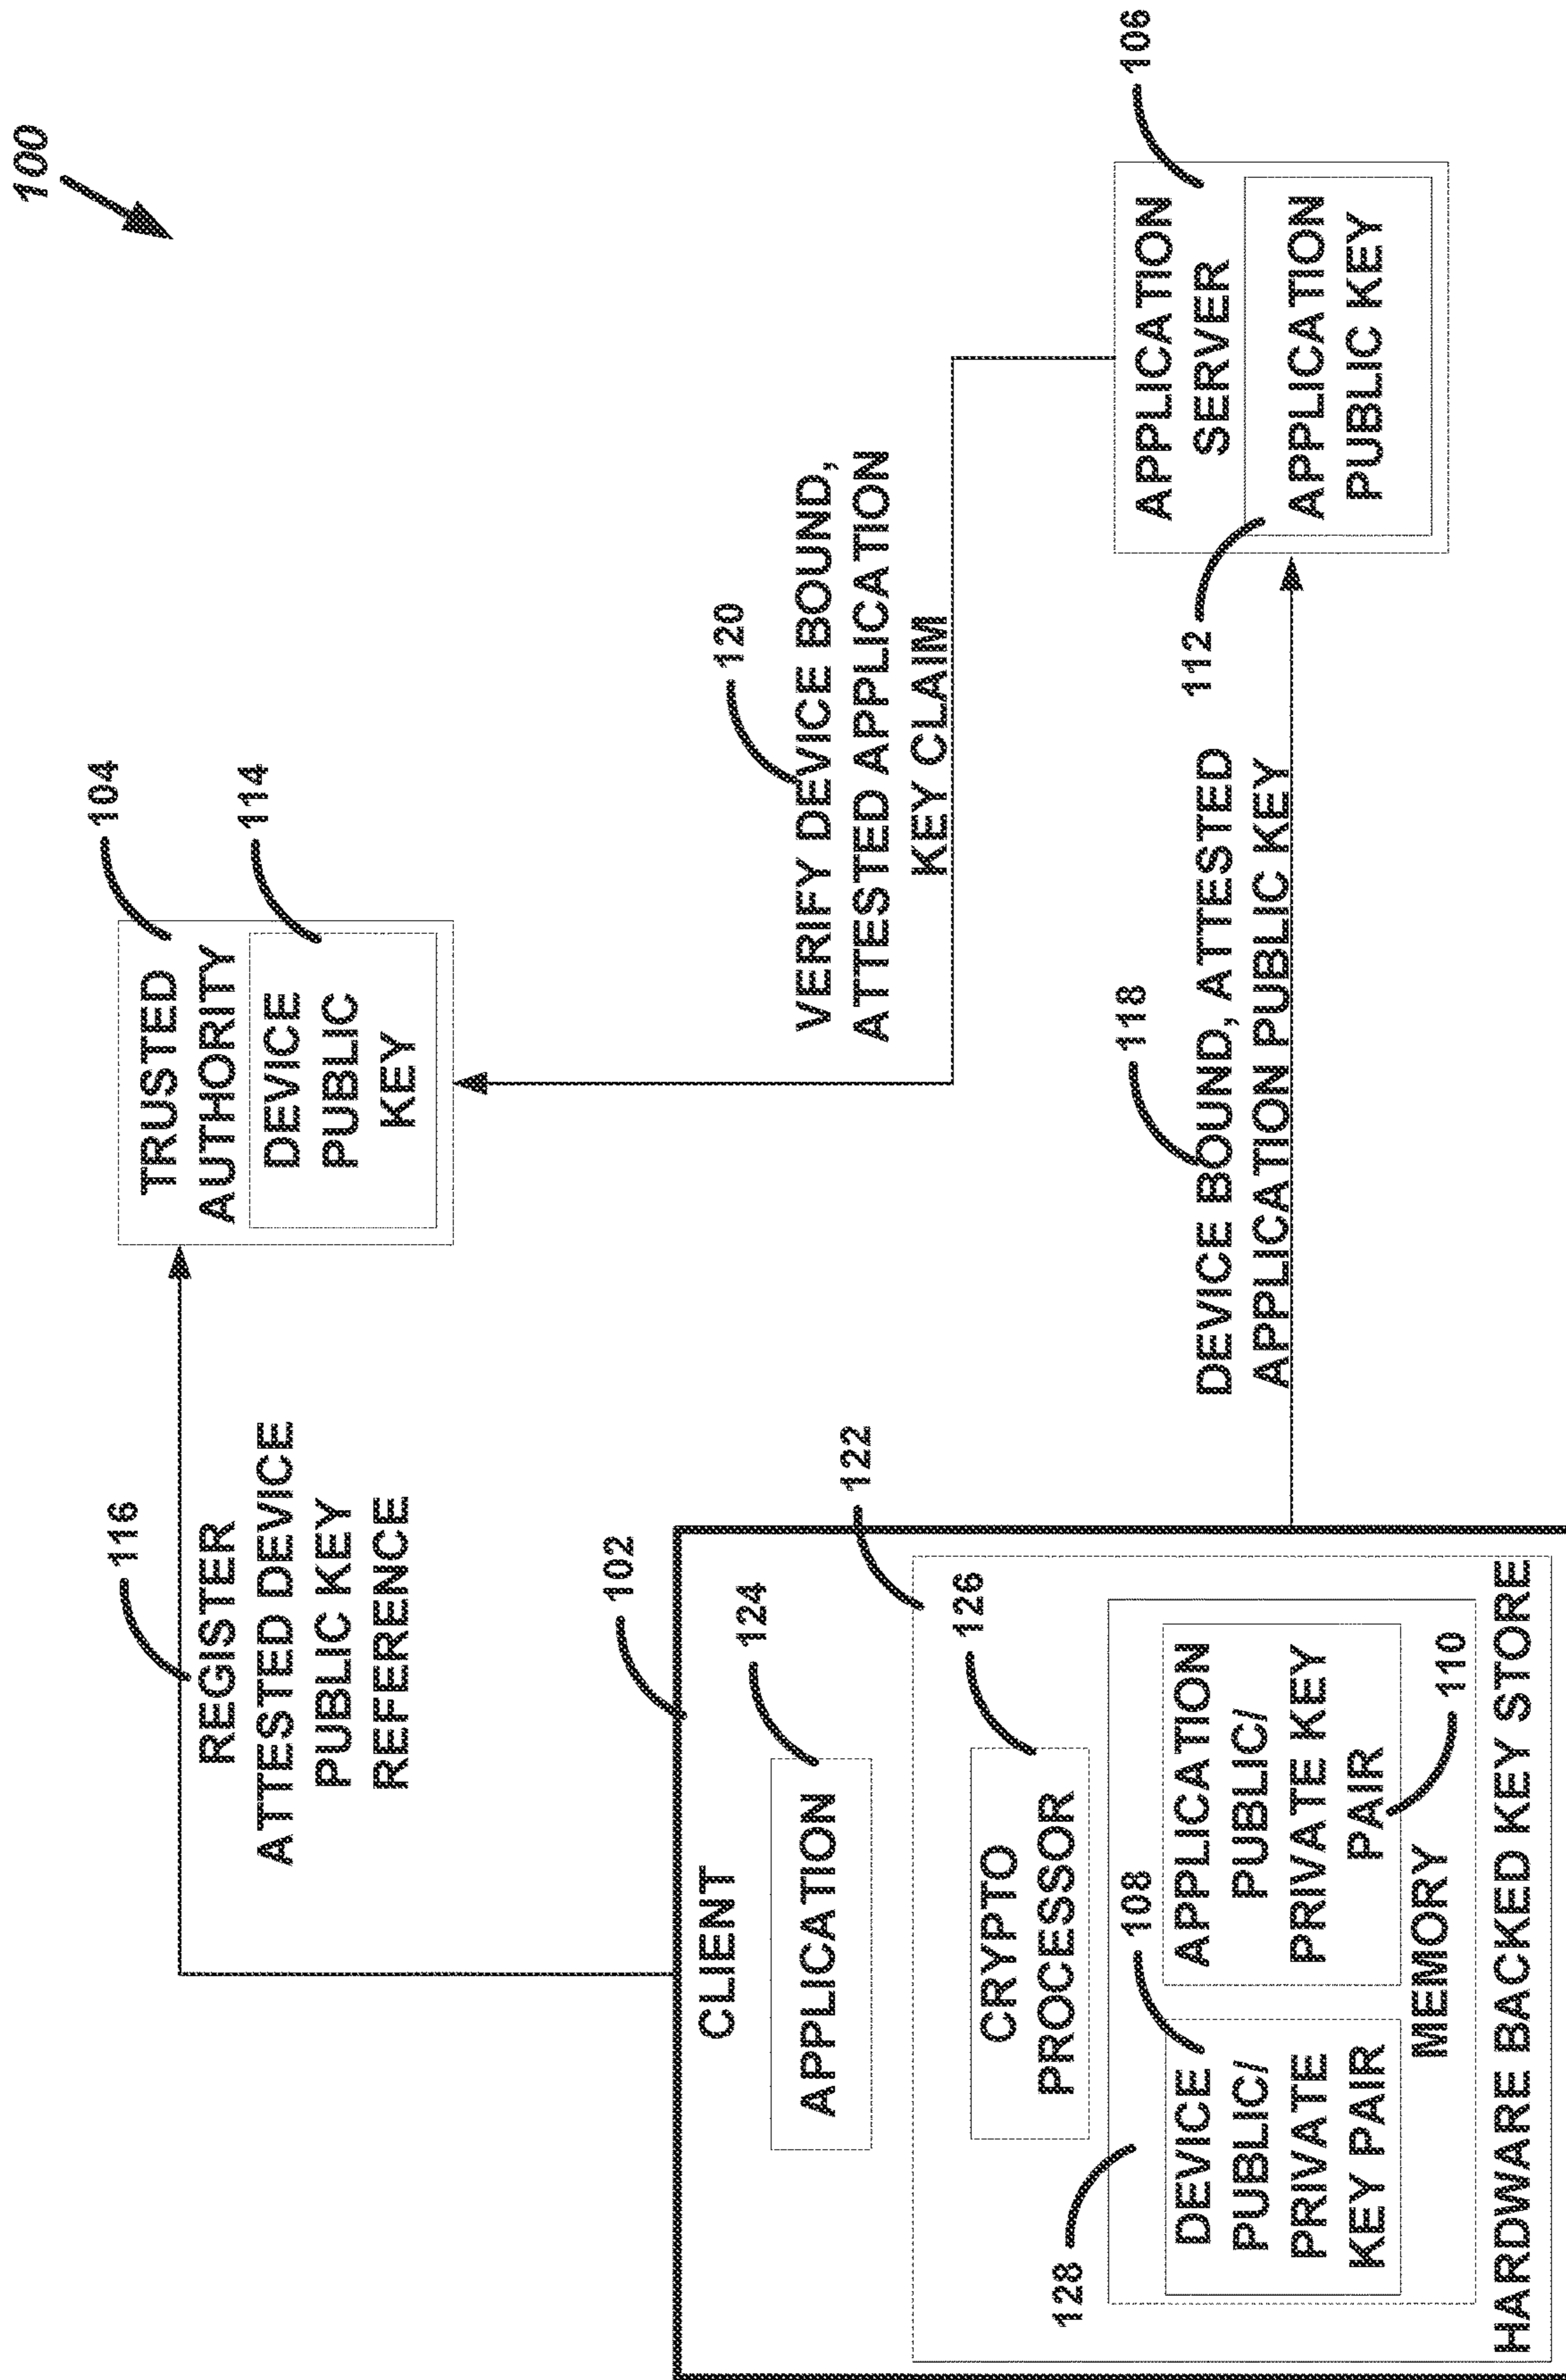 100
116
REGISTER
ATTESTED DEVICE
PUBLIC KEY
REFERENCE
TRUSTED
AUTHORITY
104
DEVICE
PUBLIC
KEY
114
102
CLIENT
APPLICATION
124
122
CRYPTO
PROCESSOR
126
128
DEVICE
PUBLIC/
PRIVATE
KEY PAIR
108
APPLICATION
PUBLIC/
PRIVATE KEY
PAIR
110
MEMORY
HARDWARE BACKED KEY STORE
120
VERIFY DEVICE BOUND,
ATTESTED APPLICATION
KEY CLAIM
118
DEVICE BOUND, ATTESTED
APPLICATION PUBLIC KEY
106
APPLICATION
SERVER
112
APPLICATION
PUBLIC KEY